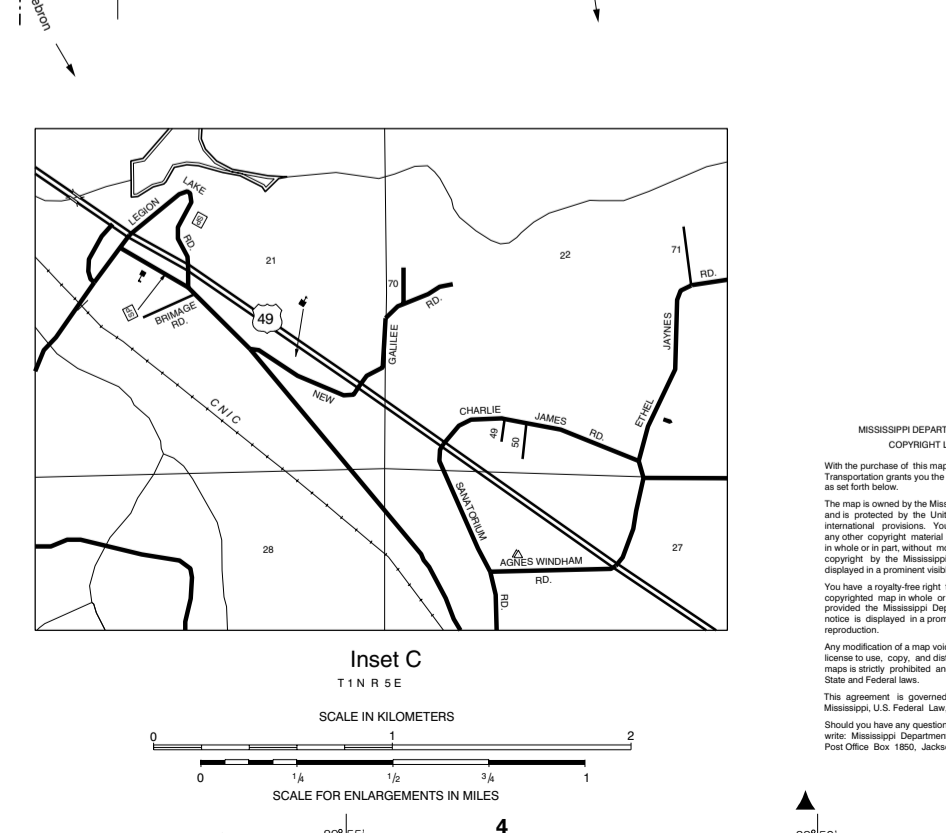 LEGION
LAKE
RD.
SP
21
22
71
RD.
70
RD.
SP
BRIMAGE
RD.
49
GALILEE
JAYNES
NEW
CNIC
CHARLIE
JAMES
RD.
ETHEL
49
50
SANATORIUM
28
27
AGNES WINDHAM
RD.
RD.
Inset C
T 1 N R 5 E
SCALE IN KILOMETERS
0 1 2
0 1/4 1/2 3/4 1
SCALE FOR ENLARGEMENTS IN MILES
4
MISSISSIPPI DEPART
COPYRIGHT L
With the purchase of this map
Transportation grants you the
as set forth below.
The map is owned by the Miss
and is protected by the Unit
international provisions. You
any other copyright material
in whole or in part, without mo
copyright by the Mississippi
displayed in a prominent visib
You have a royalty-free right
copyrighted map in whole or
provided the Mississippi Dep
notice is displayed in a prom
reproduction.
Any modification of a map voi
license to use, copy, and dist
maps is strictly prohibited an
State and Federal laws.
This agreement is governed
Mississippi, U.S. Federal Law,
Should you have any question
write: Mississippi Department
Post Office Box 1850, Jackso